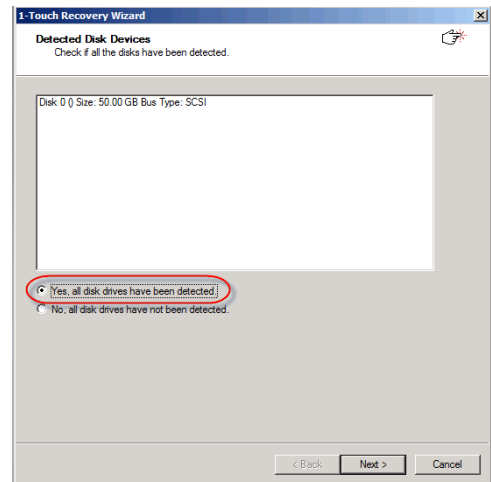 1-Touch Recovery Wizard
Detected Disk Devices
Check if all the disks have been detected.
Disk 0 () Size: 50.00 GB Bus Type: SCSI
Yes, all disk drives have been detected.
No, all disk drives have not been detected.
< Back Next > Cancel